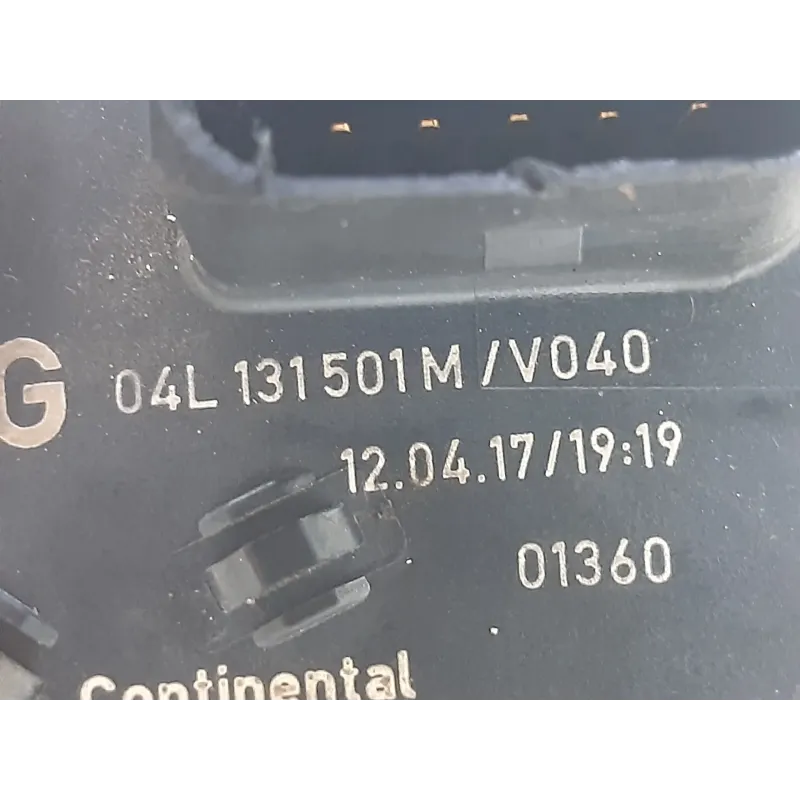 G 04L 131 501 M /V040
12.04.17/19:19
01360
Continental